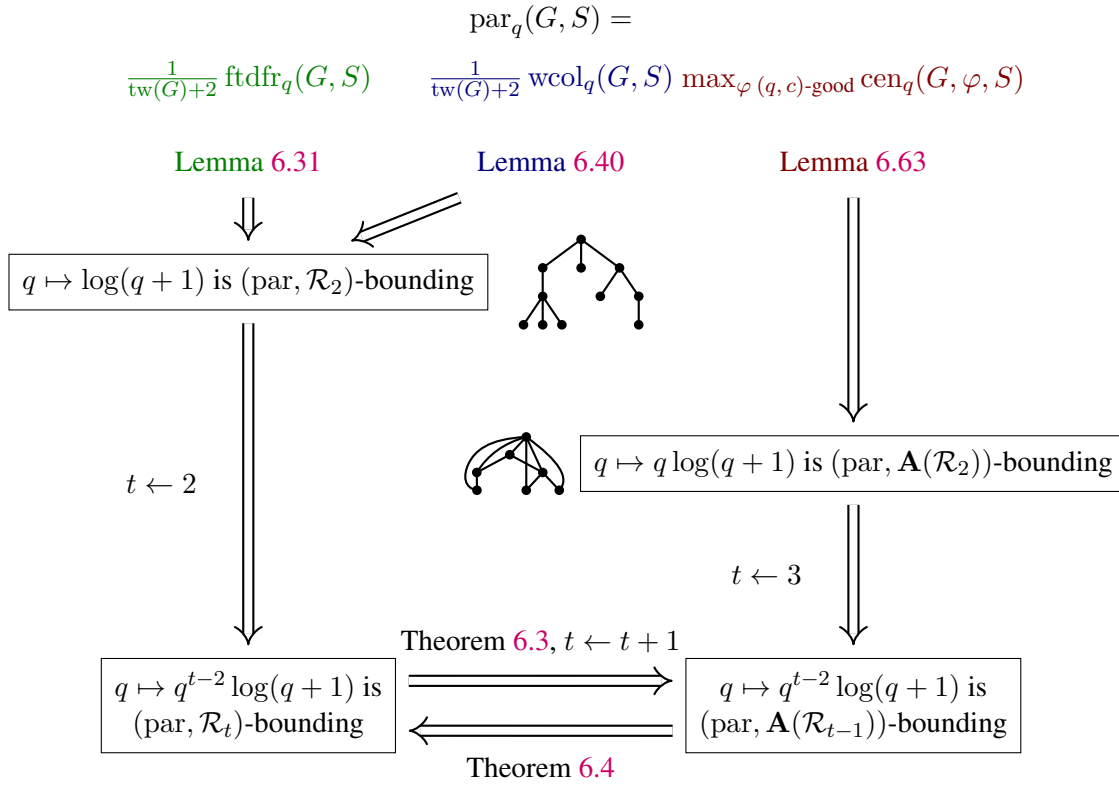 par_q(G, S) =
1/(tw(G)+2) ftdfr_q(G, S) 1/(tw(G)+2) wcol_q(G, S) max_{φ (q, c)-good} cen_q(G, φ, S)
Lemma 6.31 Lemma 6.40 Lemma 6.63
q ↦ log(q + 1) is (par, R_2)-bounding
q ↦ q log(q + 1) is (par, A(R_2))-bounding
t ← 2
t ← 3
Theorem 6.3, t ← t + 1
q ↦ q^{t−2} log(q + 1) is
(par, R_t)-bounding
q ↦ q^{t−2} log(q + 1) is
(par, A(R_{t−1}))-bounding
Theorem 6.4